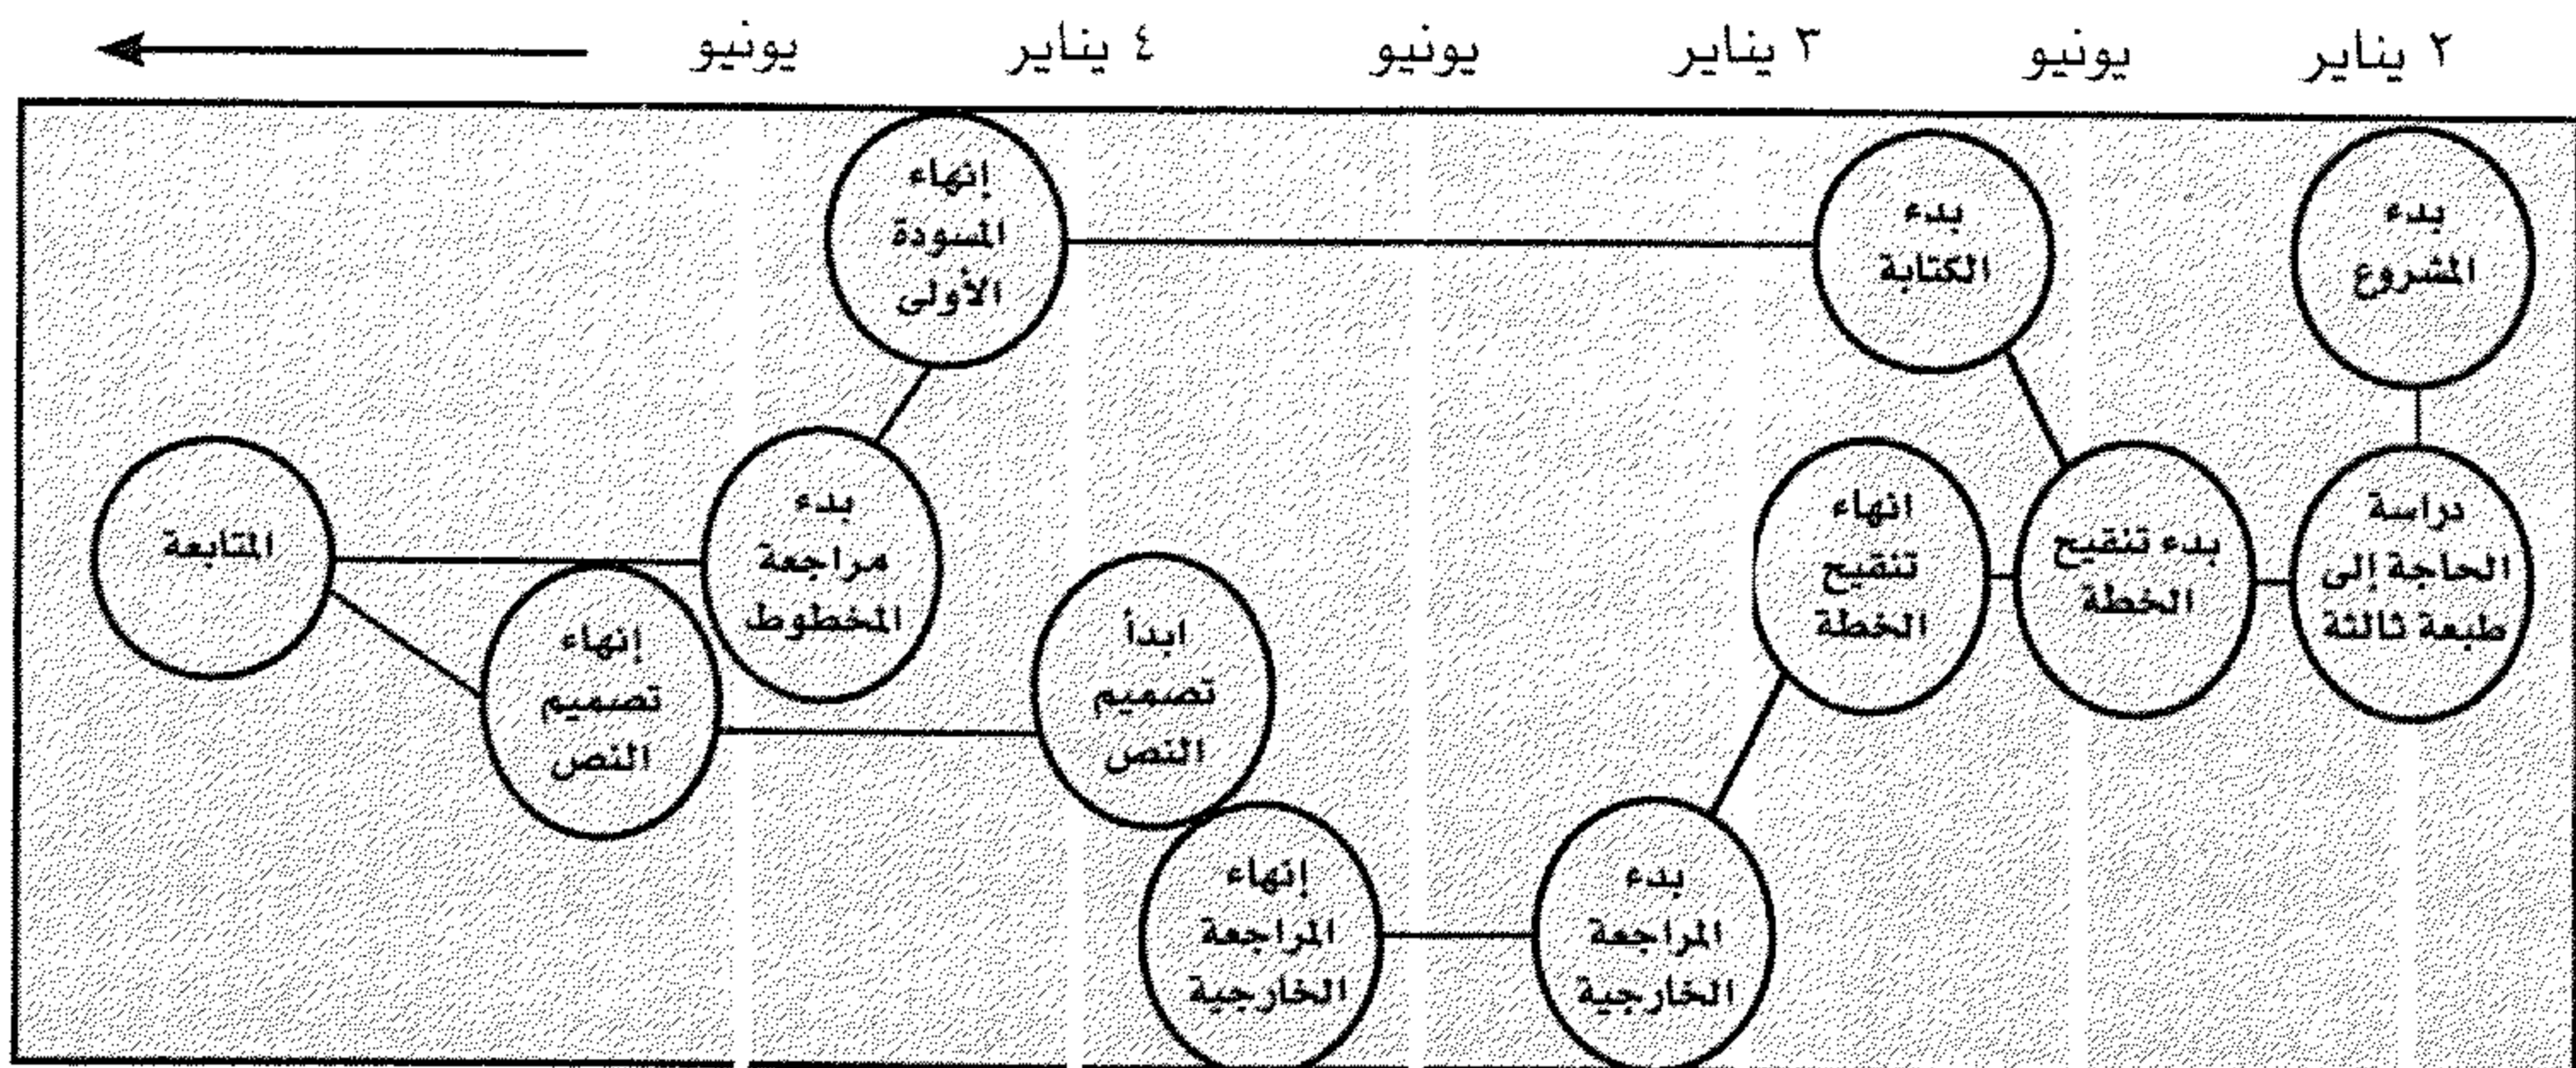 ٢ يناير يونيو ٣ يناير يونيو ٤ يناير يونيو
بدء
المشروع
بدء
الكتابة
إنهاء
المسودة
الأولى
دراسة
الحاجة إلى
طبعة ثالثة
بدء تنقيح
الخطة
انهاء
تنقيح
الخطة
بدء
مراجعة
المخطوط
المتابعة
ابدأ
تصميم
النص
إنهاء
تصميم
النص
بدء
المراجعة
الخارجية
إنهاء
المراجعة
الخارجية